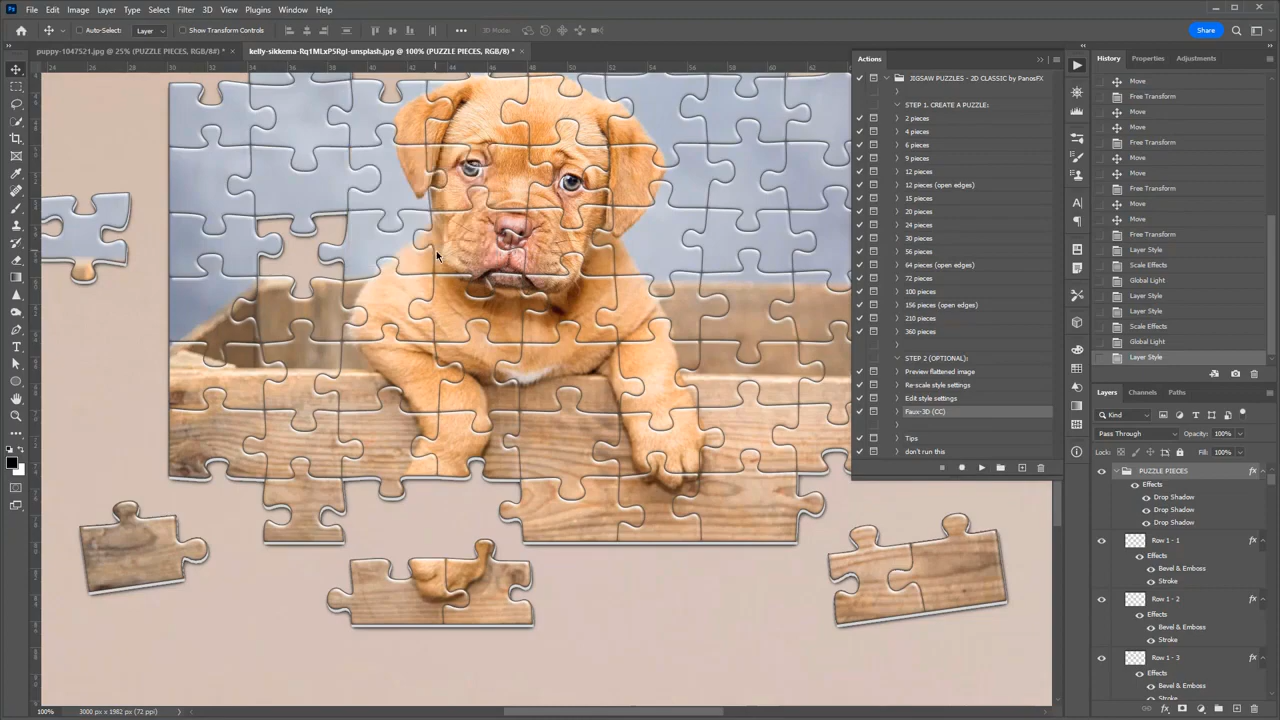 Ps File Edit Image Layer Type Select Filter 3D View Plugins Window Help
Auto-Select: Layer Show Transform Controls 3D Mode: Share
puppy-1047521.jpg @ 25% (PUZZLE PIECES, RGB/8#) *
× kelly-sikkema-Rq1MLxPSRgI-unsplash.jpg @ 100% (PUZZLE PIECES, RGB/8) * ×
Actions
JIGSAW PUZZLES - 2D CLASSIC by PanosFX
STEP 1. CREATE A PUZZLE:
2 pieces
4 pieces
6 pieces
9 pieces
12 pieces
12 pieces (open edges)
15 pieces
20 pieces
24 pieces
30 pieces
56 pieces
64 pieces (open edges)
72 pieces
100 pieces
156 pieces (open edges)
210 pieces
360 pieces
STEP 2 (OPTIONAL):
Preview flattened image
Re-scale style settings
Edit style settings
Faux-3D (CC)
Tips
don't run this
History Properties Adjustments
Move
Free Transform
Move
Move
Free Transform
Move
Move
Free Transform
Move
Move
Free Transform
Layer Style
Scale Effects
Global Light
Layer Style
Layer Style
Scale Effects
Global Light
Layer Style
Layers Channels Paths
Kind
Pass Through Opacity: 100%
Locks: Fill: 100%
PUZZLE PIECES fx
Effects
Drop Shadow
Drop Shadow
Drop Shadow
Row 1 - 1 fx
Effects
Bevel & Emboss
Stroke
Row 1 - 2 fx
Effects
Bevel & Emboss
Stroke
Row 1 - 3 fx
Effects
Bevel & Emboss
Stroke
100% 3000 px x 1982 px (72 ppi)